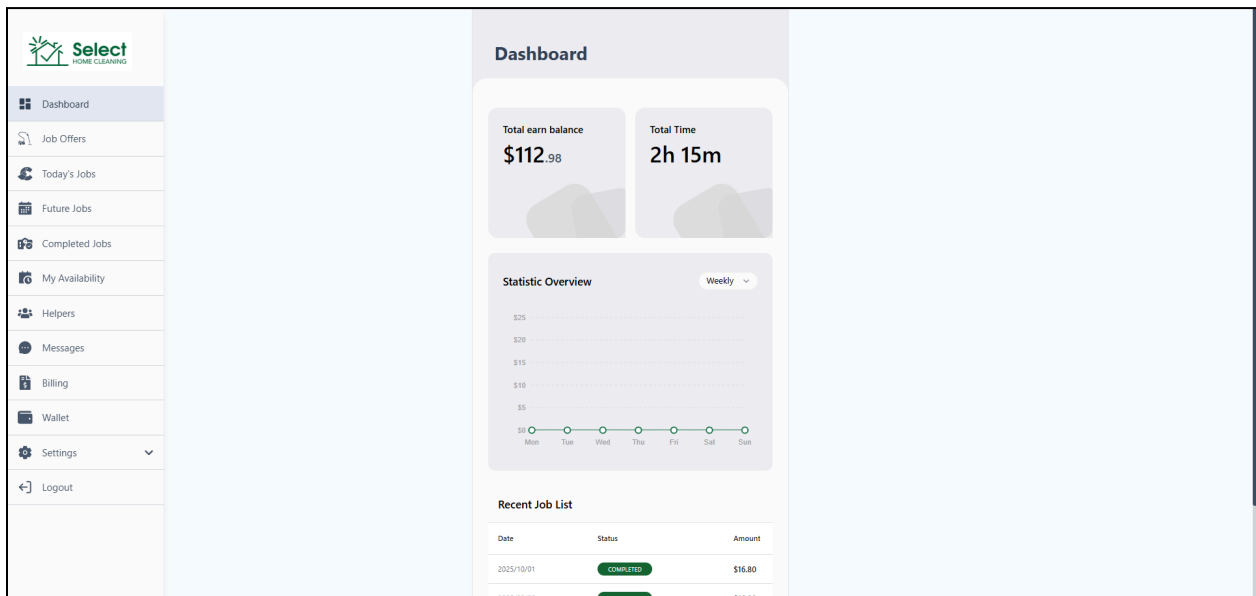 Select
HOME CLEANING
Dashboard
Job Offers
Today's Jobs
Future Jobs
Completed Jobs
My Availability
Helpers
Messages
Billing
Wallet
Settings
Logout
Dashboard
Total earn balance
$112.98
Total Time
2h 15m
Statistic Overview
Weekly
$25
$20
$15
$10
$5
$0
Mon Tue Wed Thu Fri Sat Sun
Recent Job List
Date Status Amount
2025/10/01 COMPLETED $16.80